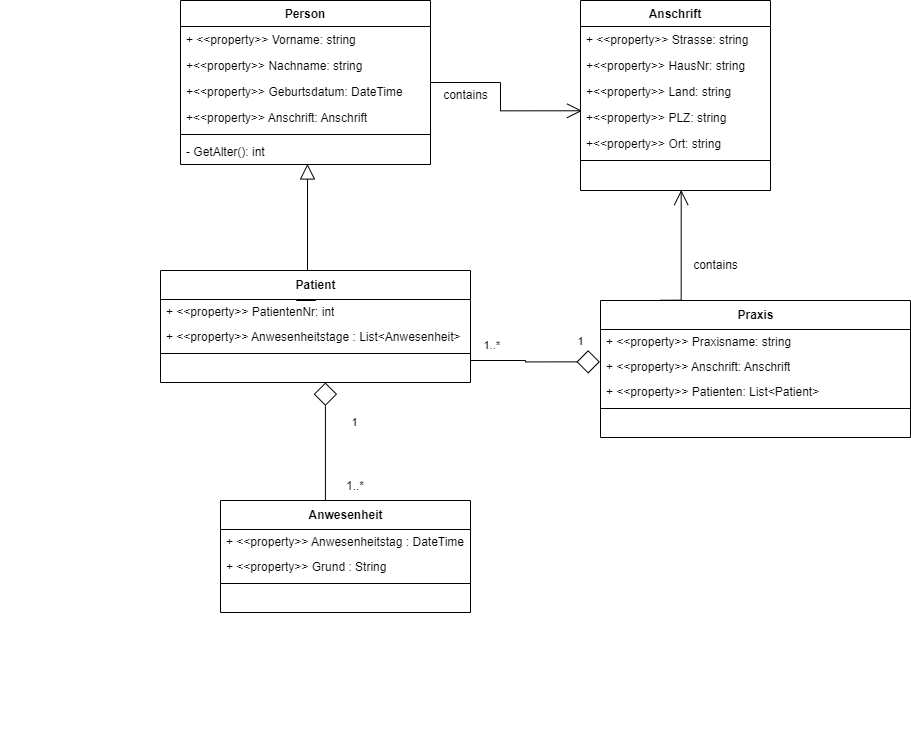 Person
+ <<property>> Vorname: string
+<<property>> Nachname: string
+<<property>> Geburtsdatum: DateTime
+<<property>> Anschrift: Anschrift
- GetAlter(): int
contains
Anschrift
+ <<property>> Strasse: string
+<<property>> HausNr: string
+<<property>> Land: string
+<<property>> PLZ: string
+<<property>> Ort: string
contains
Patient
+ <<property>> PatientenNr: int
+ <<property>> Anwesenheitstage : List<Anwesenheit>
1..*
1
Praxis
+ <<property>> Praxisname: string
+ <<property>> Anschrift: Anschrift
+ <<property>> Patienten: List<Patient>
1
1..*
Anwesenheit
+ <<property>> Anwesenheitstag : DateTime
+ <<property>> Grund : String